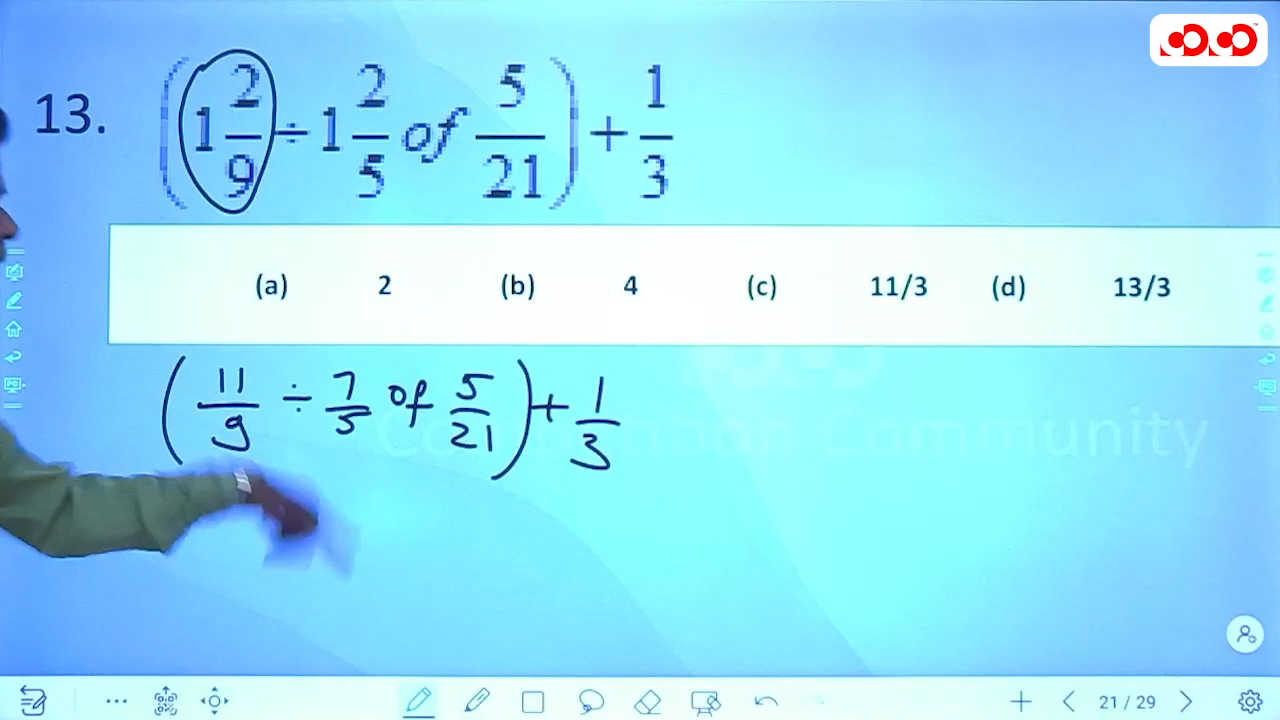 13. (1 2/9 ÷ 1 2/5 of 5/21) + 1/3
(a) 2 (b) 4 (c) 11/3 (d) 13/3
(11/9 ÷ 7/5 of 5/21) + 1/3
21 / 29